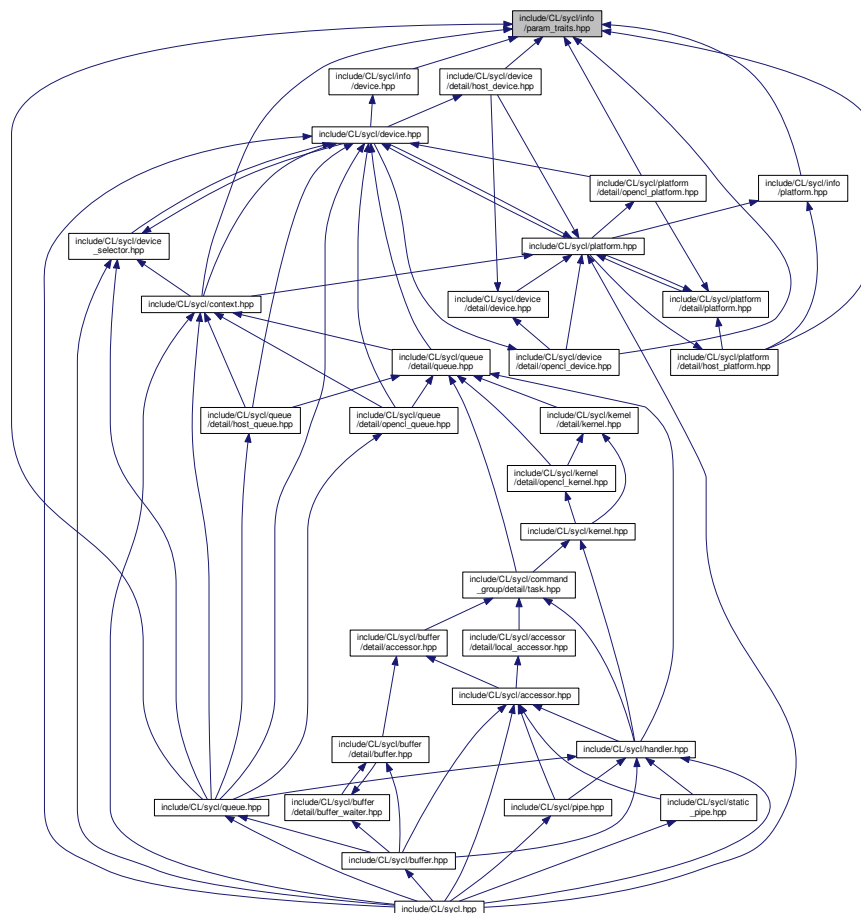 include/CL/sycl/info
/param_traits.hpp
include/CL/sycl/info
/device.hpp
include/CL/sycl/device
/detail/host_device.hpp
include/CL/sycl/device.hpp
include/CL/sycl/platform
/detail/opencl_platform.hpp
include/CL/sycl/info
/platform.hpp
include/CL/sycl/device
_selector.hpp
include/CL/sycl/platform.hpp
include/CL/sycl/context.hpp
include/CL/sycl/device
/detail/device.hpp
include/CL/sycl/platform
/detail/platform.hpp
include/CL/sycl/queue
/detail/queue.hpp
include/CL/sycl/device
/detail/opencl_device.hpp
include/CL/sycl/platform
/detail/host_platform.hpp
include/CL/sycl/queue
/detail/host_queue.hpp
include/CL/sycl/queue
/detail/opencl_queue.hpp
include/CL/sycl/kernel
/detail/kernel.hpp
include/CL/sycl/kernel
/detail/opencl_kernel.hpp
include/CL/sycl/kernel.hpp
include/CL/sycl/command
_group/detail/task.hpp
include/CL/sycl/buffer
/detail/accessor.hpp
include/CL/sycl/accessor
/detail/local_accessor.hpp
include/CL/sycl/accessor.hpp
include/CL/sycl/buffer
/detail/buffer.hpp
include/CL/sycl/handler.hpp
include/CL/sycl/queue.hpp
include/CL/sycl/buffer
/detail/buffer_waiter.hpp
include/CL/sycl/pipe.hpp
include/CL/sycl/static
_pipe.hpp
include/CL/sycl/buffer.hpp
include/CL/sycl.hpp